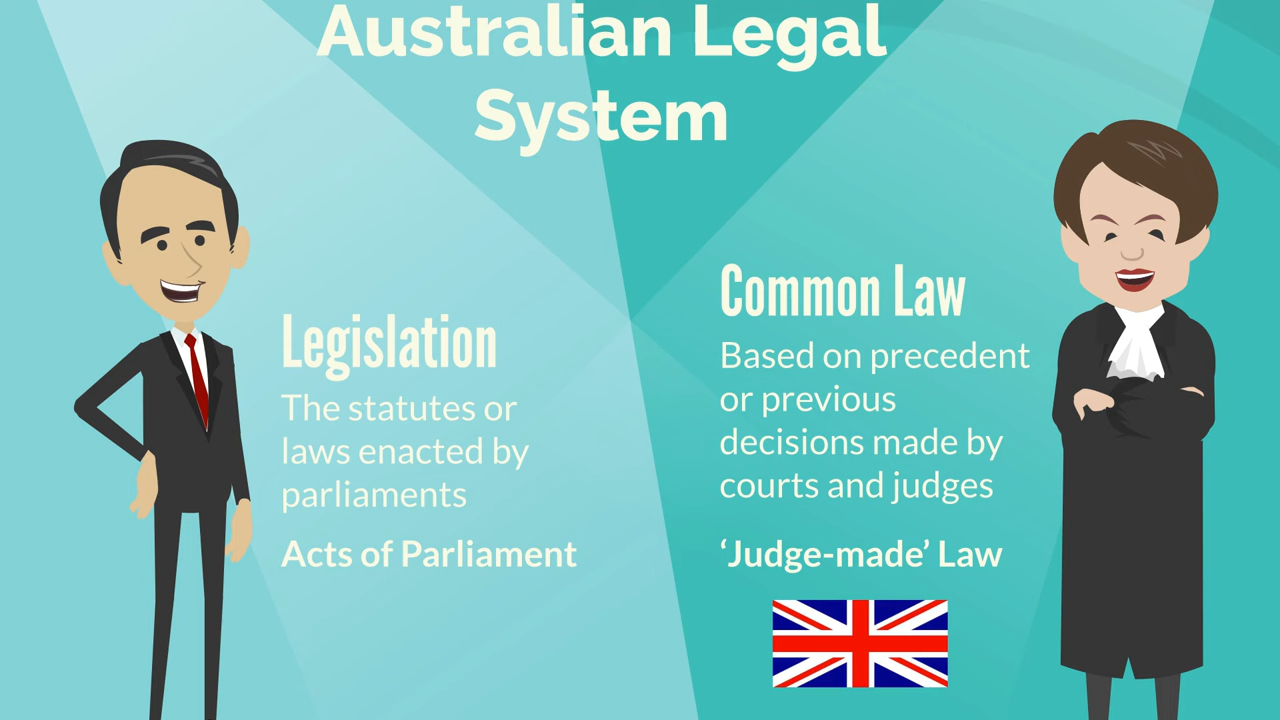 Australian Legal
System
Legislation
The statutes or
laws enacted by
parliaments
Acts of Parliament
Common Law
Based on precedent
or previous
decisions made by
courts and judges
‘Judge-made’ Law